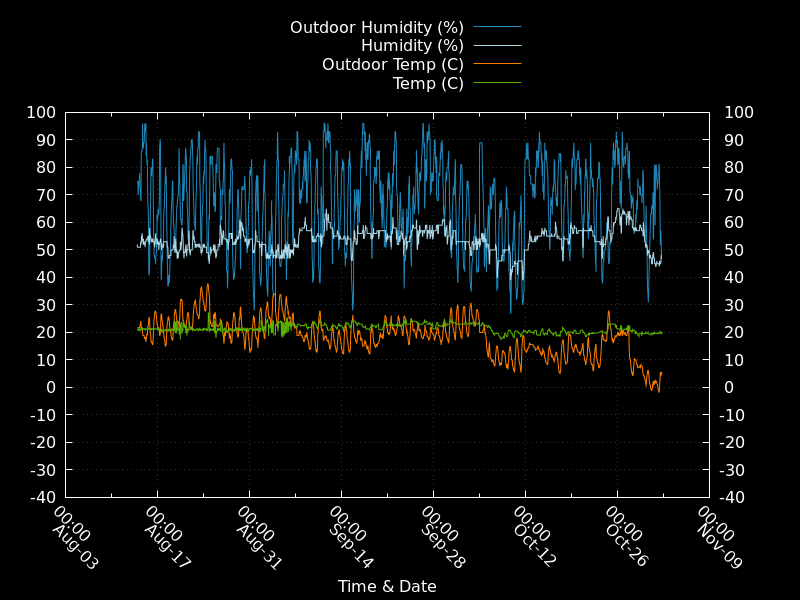 Outdoor Humidity (%)
Humidity (%)
Outdoor Temp (C)
Temp (C)
100 100
90 90
80 80
70 70
60 60
50 50
40 40
30 30
20 20
10 10
0 0
-10 -10
-20 -20
-30 -30
-40 -40
00:00 Aug-03
00:00 Aug-17
00:00 Aug-31
00:00 Sep-14
00:00 Sep-28
00:00 Oct-12
00:00 Oct-26
00:00 Nov-09
Time & Date